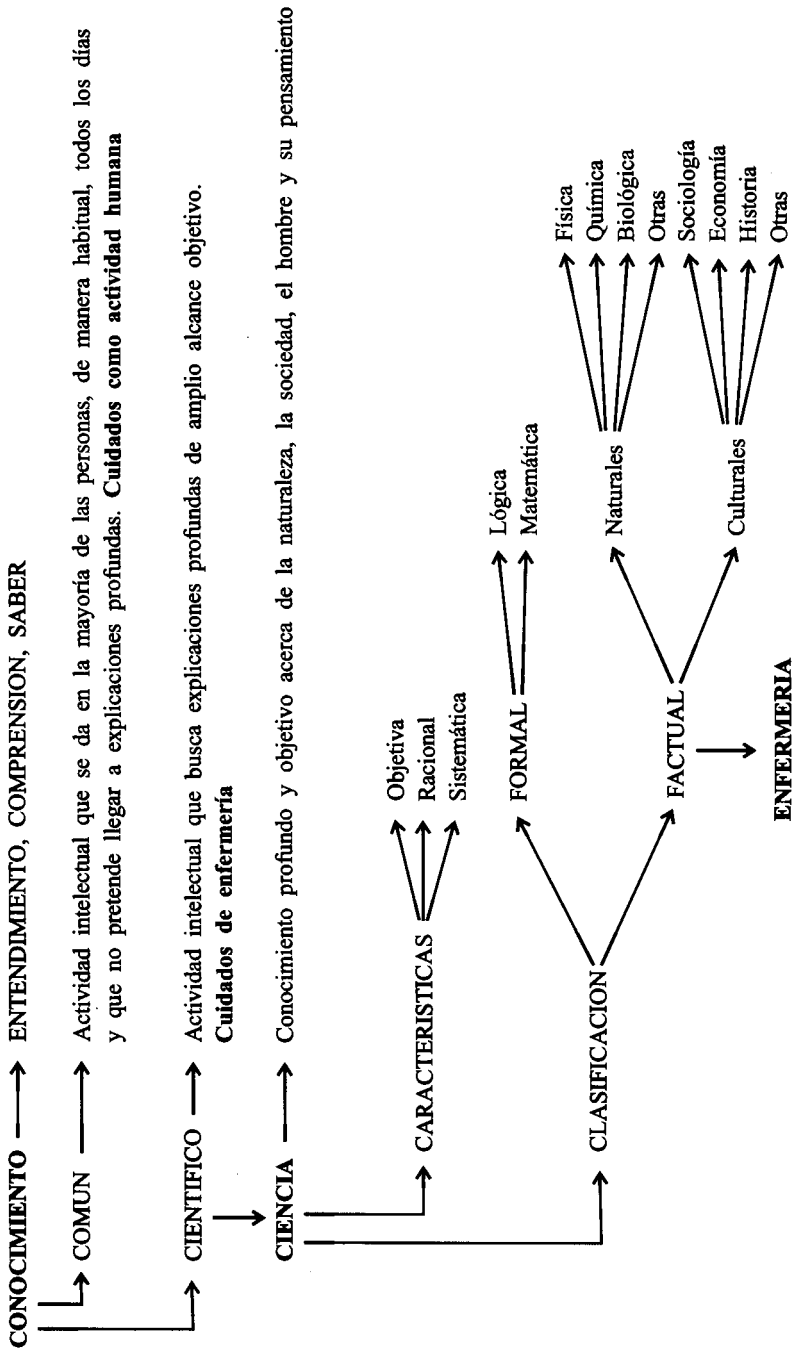 CONOCIMIENTO ENTENDIMIENTO, COMPRENSION, SABER
COMUN Actividad intelectual que se da en la mayoría de las personas, de manera habitual, todos los días
y que no pretende llegar a explicaciones profundas. Cuidados como actividad humana
CIENTIFICO Actividad intelectual que busca explicaciones profundas de amplio alcance objetivo.
Cuidados de enfermería
CIENCIA Conocimiento profundo y objetivo acerca de la naturaleza, la sociedad, el hombre y su pensamiento
CARACTERISTICAS
Objetiva
Racional
Sistemática
CLASIFICACION
FORMAL
Lógica
Matemática
FACTUAL
Naturales
Física
Química
Biológica
Otras
Culturales
Sociología
Economía
Historia
Otras
ENFERMERIA